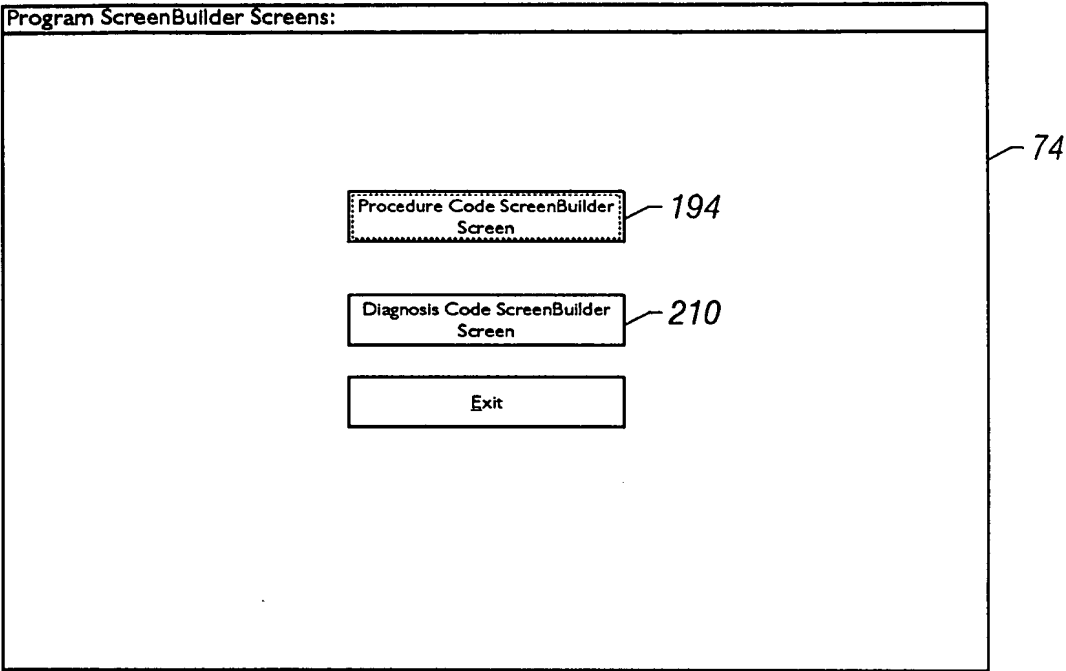 Program ScreenBuilder Screens:
74
Procedure Code ScreenBuilder
Screen
194
Diagnosis Code ScreenBuilder
Screen
210
Exit